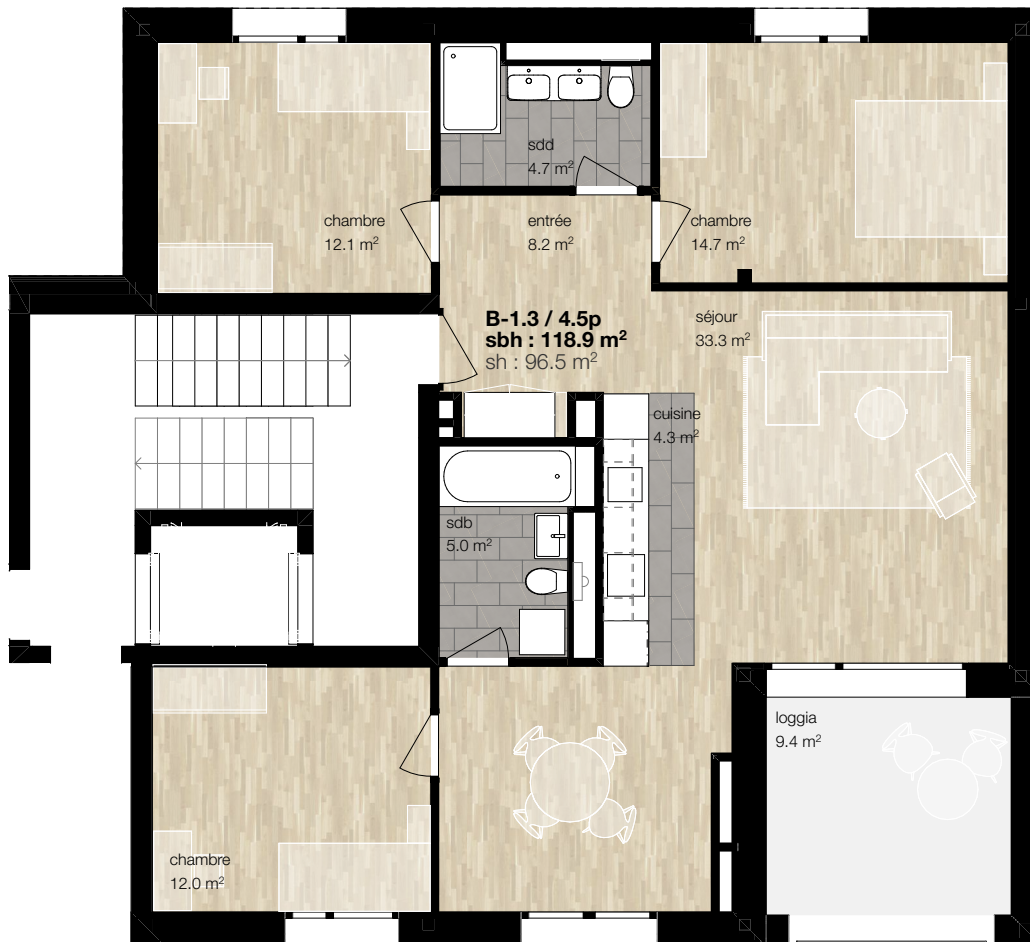 sdd
4.7 m²
chambre
12.1 m²
entrée
8.2 m²
chambre
14.7 m²
B-1.3 / 4.5p
sbh : 118.9 m²
sh : 96.5 m²
séjour
33.3 m²
cuisine
4.3 m²
sdb
5.0 m²
loggia
9.4 m²
chambre
12.0 m²